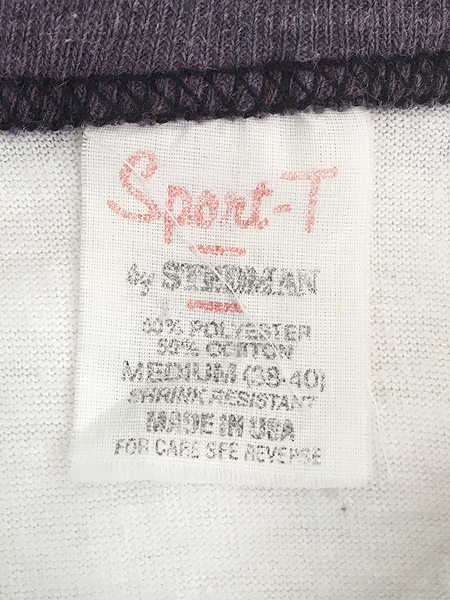 Sport-T
by STEDMAN
50% POLYESTER
50% COTTON
MEDIUM (38-40)
SHRINK RESISTANT
MADE IN USA
FOR CARE SEE REVERSE